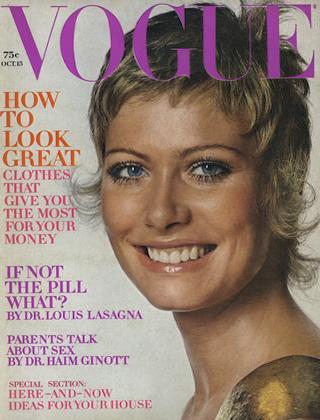 VOGUE
75¢
OCT.15
HOW
TO
LOOK
GREAT
CLOTHES
THAT
GIVE YOU
THE MOST
FOR YOUR
MONEY
IF NOT
THE PILL
WHAT?
BY DR. LOUIS LASAGNA
PARENTS TALK
ABOUT SEX
BY DR. HAIM GINOTT
SPECIAL SECTION:
HERE-AND-NOW
IDEAS FOR YOUR HOUSE